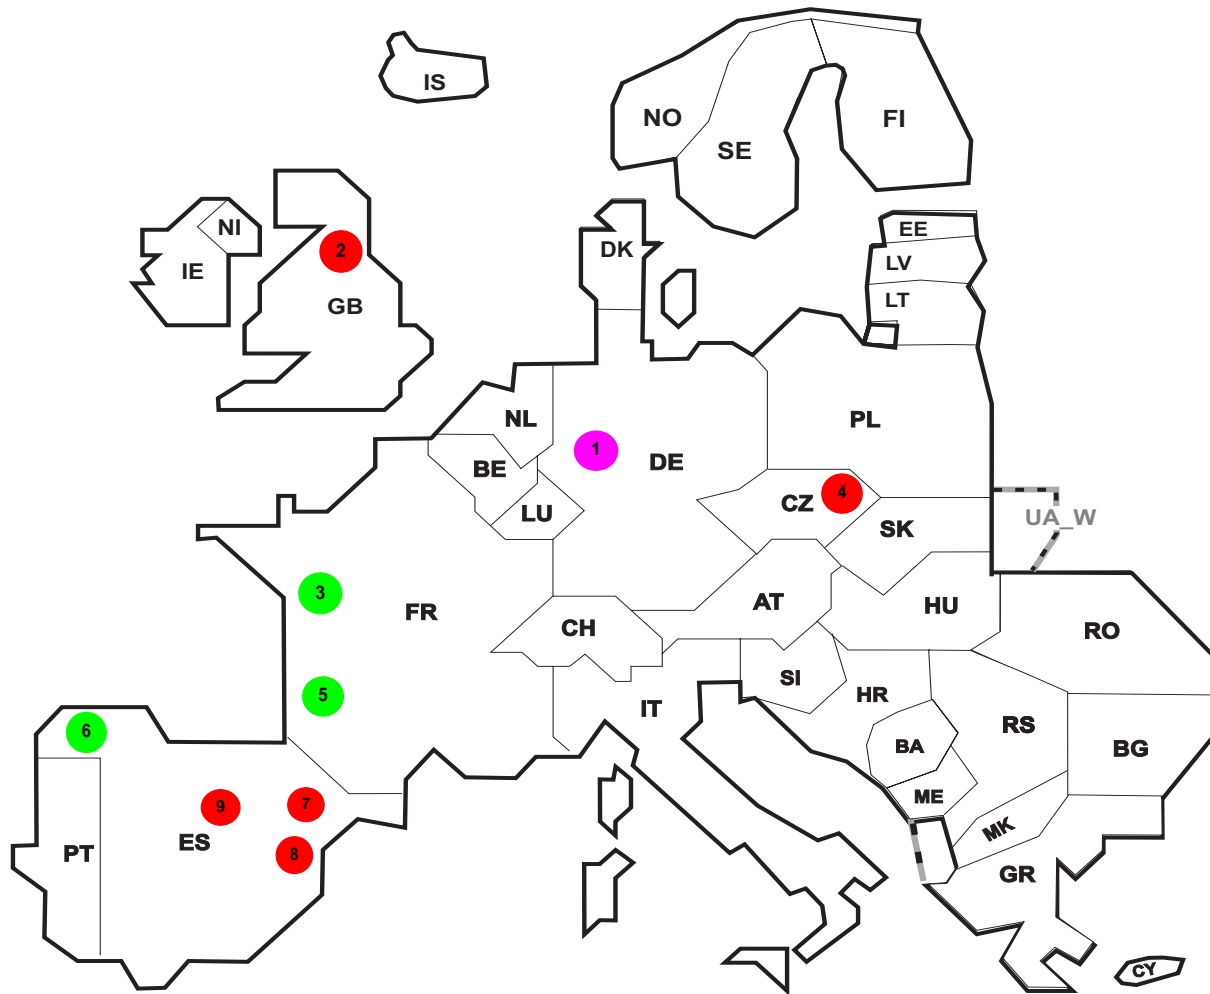 IS
NO
FI
SE
NI
EE
2
DK
LV
IE
LT
GB
NL
PL
1
DE
BE
4
CZ
LU
UA_W
SK
3
AT
HU
FR
CH
RO
SI
5
HR
IT
RS
6
BA
BG
ME
7
9
MK
ES
PT
8
GR
CY